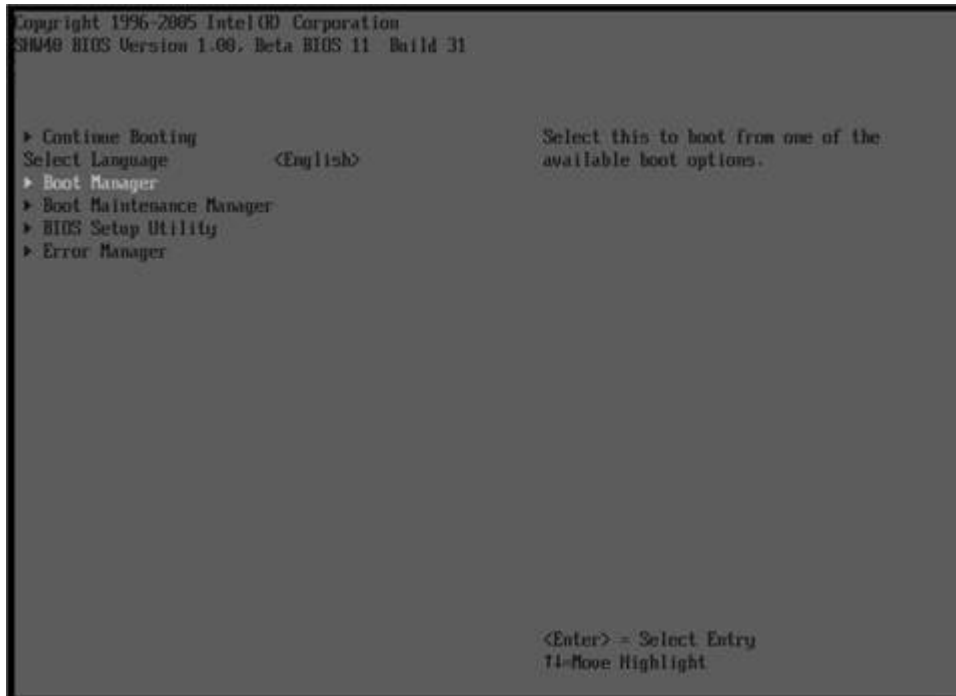 Copyright 1996-2005 Intel(R) Corporation
SHW40 BIOS Version 1.00, Beta BIOS 11 Build 31
▸ Continue Booting
Select Language <English>
▸ Boot Manager
▸ Boot Maintenance Manager
▸ BIOS Setup Utility
▸ Error Manager
Select this to boot from one of the
available boot options.
<Enter> = Select Entry
↑↓=Move Highlight